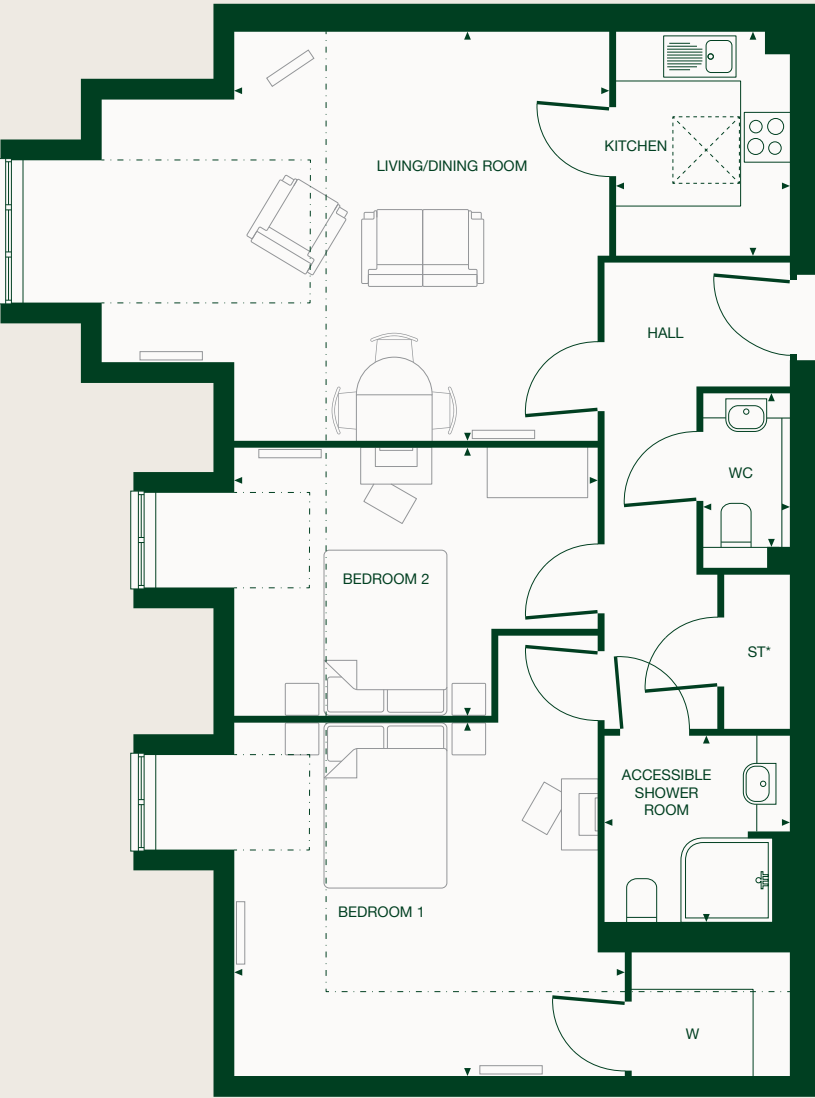 KITCHEN
LIVING/DINING ROOM
HALL
WC
BEDROOM 2
ST*
ACCESSIBLE
SHOWER
ROOM
BEDROOM 1
W